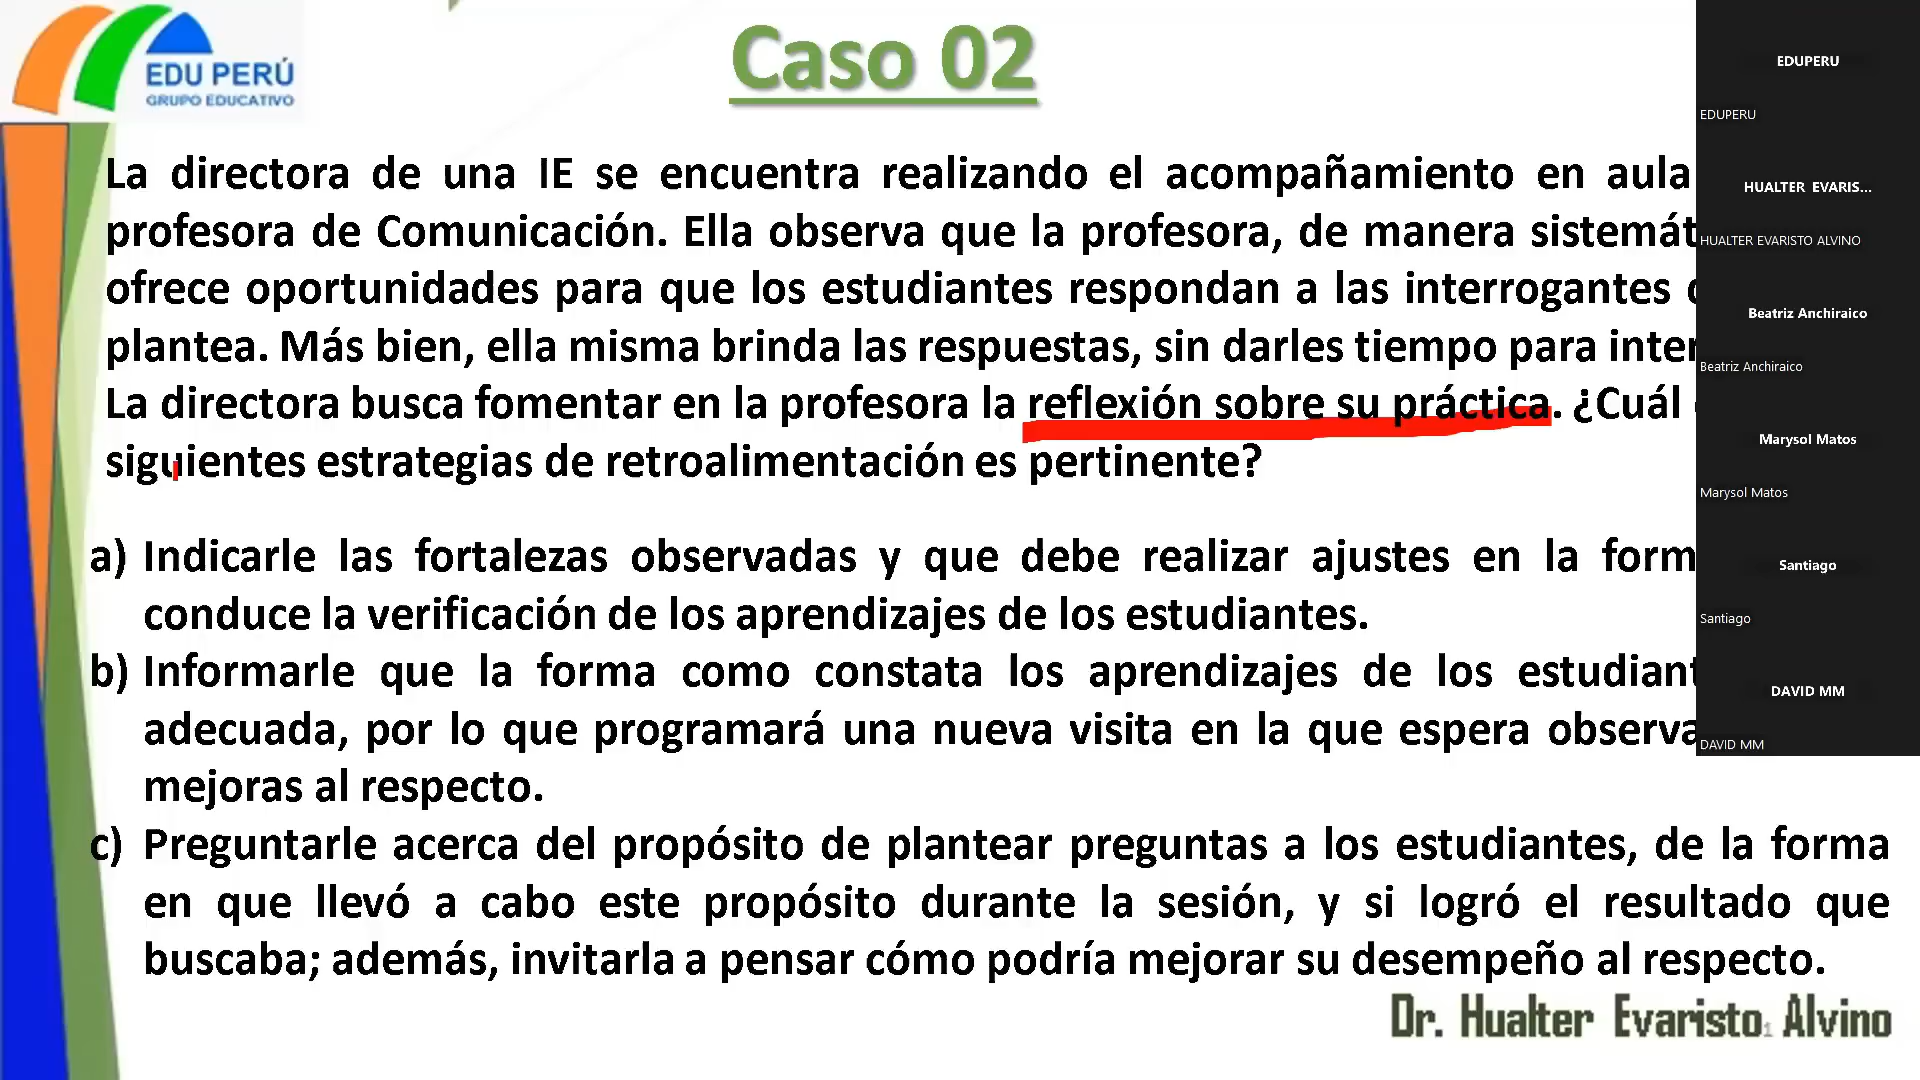 EDU PERÚ
GRUPO EDUCATIVO
Caso 02
La directora de una IE se encuentra realizando el acompañamiento en aula
profesora de Comunicación. Ella observa que la profesora, de manera
ofrece oportunidades para que los estudiantes respondan a las interrogantes
plantea. Más bien, ella misma brinda las respuestas, sin darles tiempo para
La directora busca fomentar en la profesora la reflexión sobre su práctica. ¿Cuál
siguientes estrategias de retroalimentación es pertinente?
a) Indicarle las fortalezas observadas y que debe realizar ajustes en la
conduce la verificación de los aprendizajes de los estudiantes.
b) Informarle que la forma como constata los aprendizajes de los
adecuada, por lo que programará una nueva visita en la que espera
mejoras al respecto.
c) Preguntarle acerca del propósito de plantear preguntas a los estudiantes, de la forma
en que llevó a cabo este propósito durante la sesión, y si logró el resultado que
buscaba; además, invitarla a pensar cómo podría mejorar su desempeño al respecto.
Dr. Hualter Evaristo Alvino
EDUPERU
EDUPERU
HUALTER EVARIS...
HUALTER EVARISTO ALVINO
Beatriz Anchiraico
Beatriz Anchiraico
Marysol Matos
Marysol Matos
Santiago
Santiago
DAVID MM
DAVID MM